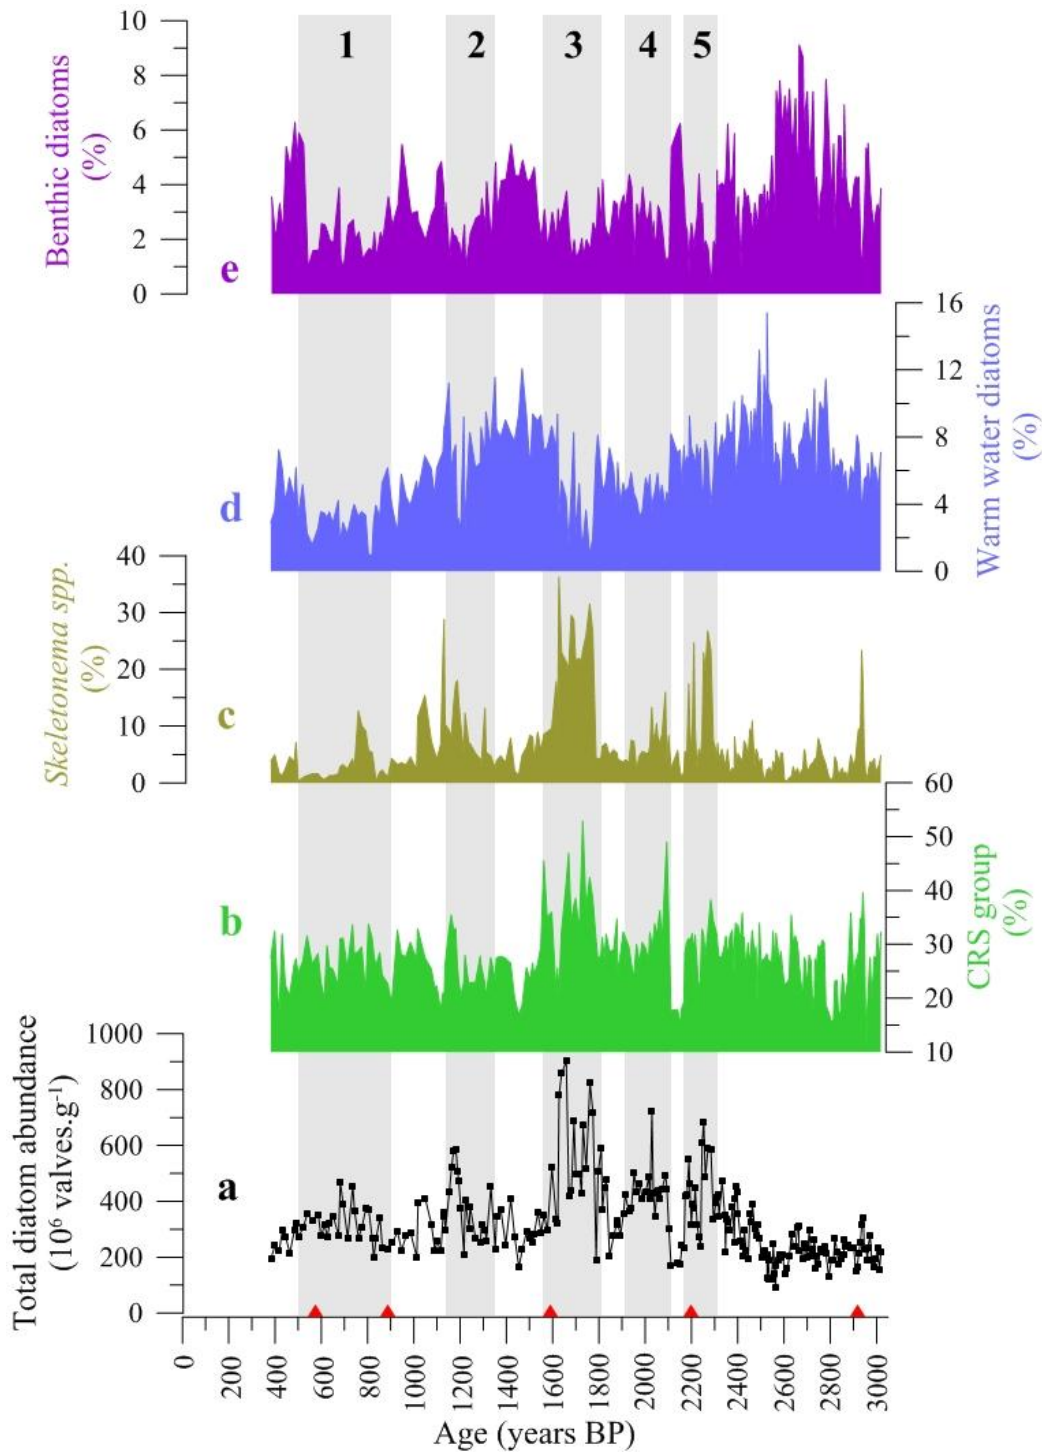 1 2 3 4 5
Benthic diatoms
(%)
10
8
6
4
2
0
e
Warm water diatoms
(%)
16
12
8
4
0
d
Skeletonema spp.
(%)
40
30
20
10
0
c
CRS group
(%)
60
50
40
30
20
10
b
Total diatom abundance
(10⁶ valves.g⁻¹)
1000
800
600
400
200
0
a
0 200 400 600 800 1000 1200 1400 1600 1800 2000 2200 2400 2600 2800 3000
Age (years BP)